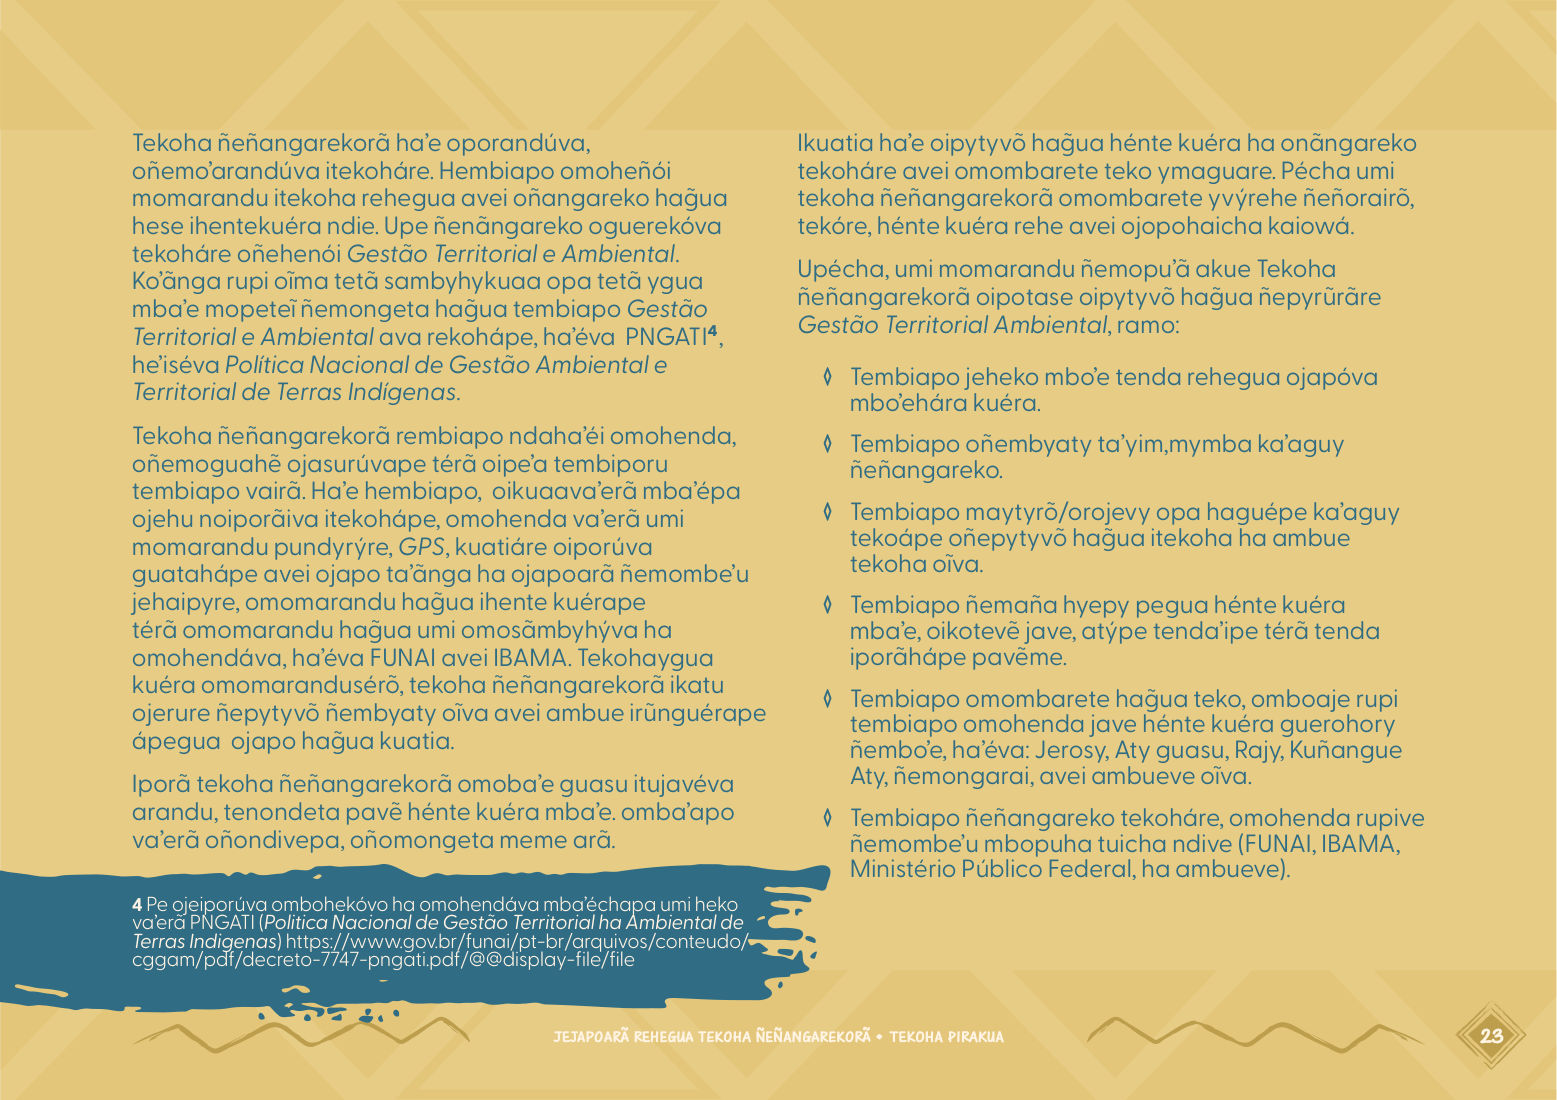 Tekoha ñeñangarekorã ha’e oporandúva,
oñemo’arandúva itekoháre. Hembiapo omoheñói
momarandu itekoha rehegua avei oñangareko hag̃ua
hese ihentekuéra ndie. Upe ñenãngareko oguerekóva
tekoháre oñehenói Gestão Territorial e Ambiental.
Ko’ãnga rupi oĩma tetã sambyhykuaa opa tetã ygua
mba’e mopeteĩ ñemongeta hag̃ua tembiapo Gestão
Territorial e Ambiental ava rekohápe, ha’éva  PNGATI4,
he’iséva Política Nacional de Gestão Ambiental e
Territorial de Terras Indígenas.
Tekoha ñeñangarekorã rembiapo ndaha’éi omohenda,
oñemoguahẽ ojasurúvape térã oipe’a tembiporu
tembiapo vairã. Ha’e hembiapo,  oikuaava’erã mba’épa
ojehu noiporãiva itekohápe, omohenda va’erã umi
momarandu pundyrýre, GPS, kuatiáre oiporúva
guatahápe avei ojapo ta’ãnga ha ojapoarã ñemombe’u
jehaipyre, omomarandu hag̃ua ihente kuérape
térã omomarandu hag̃ua umi omosãmbyhýva ha
omohendáva, ha’éva FUNAI avei IBAMA. Tekohaygua
kuéra omomarandusérõ, tekoha ñeñangarekorã ikatu
ojerure ñepytyvõ ñembyaty oĩva avei ambue irũnguérape
ápegua  ojapo hag̃ua kuatia.
Iporã tekoha ñeñangarekorã omoba’e guasu itujavéva
arandu, tenondeta pavẽ hénte kuéra mba’e. omba’apo
va’erã oñondivepa, oñomongeta meme arã.
4 Pe ojeiporúva ombohekóvo ha omohendáva mba’échapa umi heko
va’erã PNGATI (Politica Nacional de Gestão Territorial ha Ambiental de
Terras Indigenas) https://www.gov.br/funai/pt-br/arquivos/conteudo/
cggam/pdf/decreto-7747-pngati.pdf/@@display-file/file
Ikuatia ha’e oipytyvõ hag̃ua hénte kuéra ha onãngareko
tekoháre avei omombarete teko ymaguare. Pécha umi
tekoha ñeñangarekorã omombarete yvýrehe ñeñorairõ,
tekóre, hénte kuéra rehe avei ojopohaicha kaiowá.
Upécha, umi momarandu ñemopu’ã akue Tekoha
ñeñangarekorã oipotase oipytyvõ hag̃ua ñepyrũrãre
Gestão Territorial Ambiental, ramo:
◊ Tembiapo jeheko mbo’e tenda rehegua ojapóva
mbo’ehára kuéra.
◊ Tembiapo oñembyaty ta’yim,mymba ka’aguy
ñeñangareko.
◊ Tembiapo maytyrõ/orojevy opa haguépe ka’aguy
tekoápe oñepytyvõ hag̃ua itekoha ha ambue
tekoha oĩva.
◊ Tembiapo ñemaña hyepy pegua hénte kuéra
mba’e, oikotevẽ jave, atýpe tenda’ipe térã tenda
iporãhápe pavẽme.
◊ Tembiapo omombarete hag̃ua teko, omboaje rupi
tembiapo omohenda jave hénte kuéra guerohory
ñembo’e, ha’éva: Jerosy, Aty guasu, Rajy, Kuñangue
Aty, ñemongarai, avei ambueve oĩva.
◊ Tembiapo ñeñangareko tekoháre, omohenda rupive
ñemombe’u mbopuha tuicha ndive (FUNAI, IBAMA,
Ministério Público Federal, ha ambueve).
JEJAPOARÃ REHEGUA TEKOHA ÑEÑANGAREKORÃ • TEKOHA PIRAKUA
23